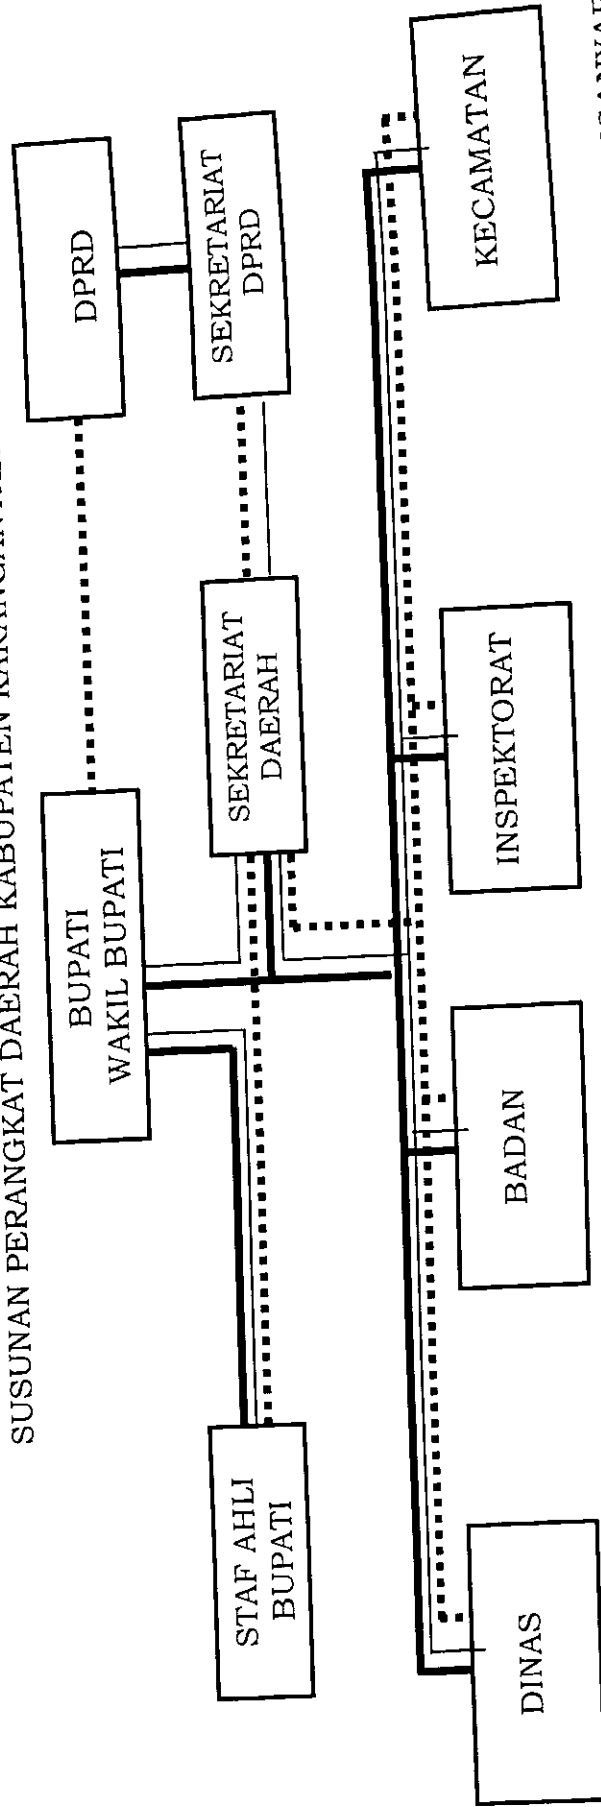 SUSUNAN PERANGKAT DAERAH KABUPATEN
BUPATI
WAKIL BUPATI
DPRD
STAF AHLI
BUPATI
SEKRETARIAT
DAERAH
SEKRETARIAT
DPRD
DINAS
BADAN
INSPEKTORAT
KECAMATAN